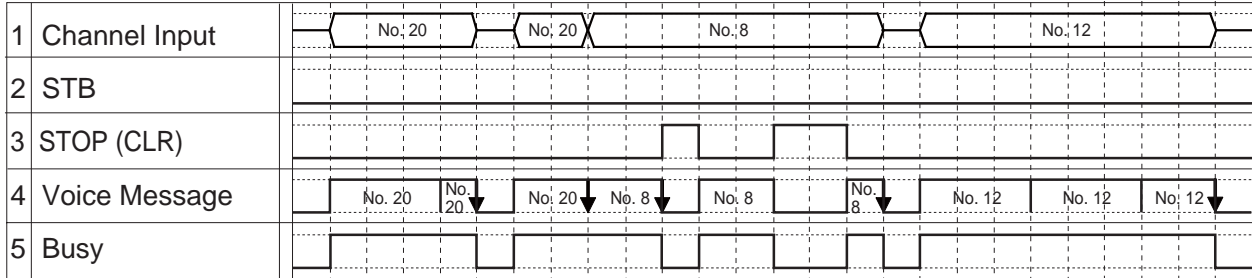 1 Channel Input No. 20 No. 20 No. 8 No. 12
2 STB
3 STOP (CLR)
4 Voice Message No. 20 No. 20 No. 20 No. 8 No. 8 No. 8 No. 12 No. 12 No. 12
5 Busy